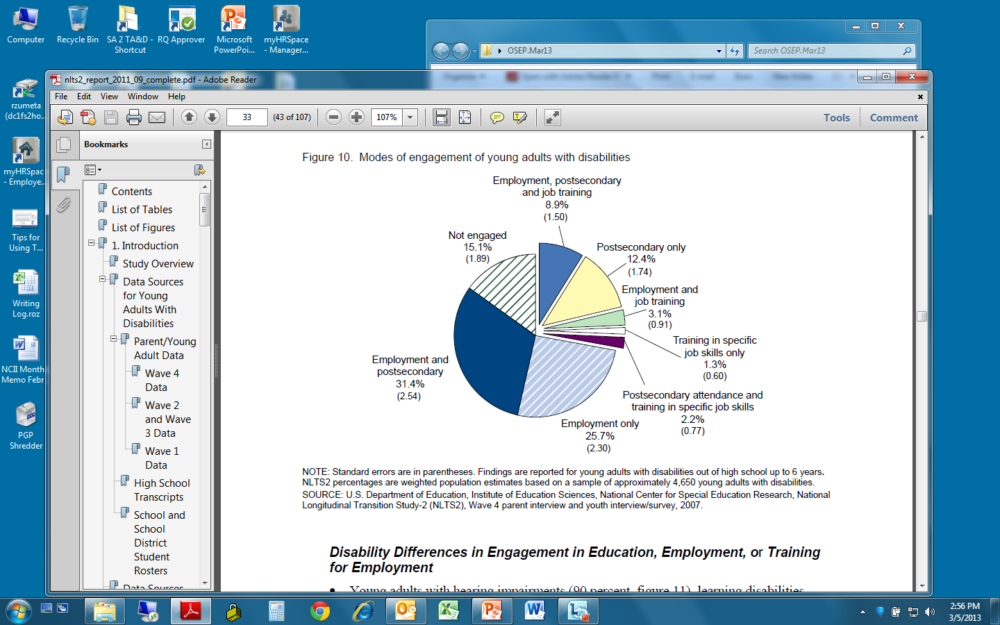 Computer
Recycle Bin
SA 2 TA&D -
Shortcut
RQ Approver
Microsoft
PowerPoi...
myHRSpace
- Manager...
rzumeta
(dc1fs2ho...
myHRSpac
- Employe...
Tips for
Using T...
Writing
Log.roz
NCII Month
Memo Febr
PGP
Shredder
OSEP.Mar13
Search OSEP.Mar13
Organize
Print
E-mail
Burn
New folder
nlts2_report_2011_09_complete.pdf - Adobe Reader
File Edit View Window Help
33 (43 of 107) 107% Tools Comment
Bookmarks
Contents
List of Tables
List of Figures
1. Introduction
Study Overview
Data Sources
for Young
Adults With
Disabilities
Parent/Young
Adult Data
Wave 4
Data
Wave 2
and Wave
3 Data
Wave 1
Data
High School
Transcripts
School and
School
District
Student
Rosters
Data Sources
Figure 10. Modes of engagement of young adults with disabilities
Employment, postsecondary
and job training
8.9%
(1.50)
Not engaged
15.1%
(1.89)
Postsecondary only
12.4%
(1.74)
Employment and
job training
3.1%
(0.91)
Training in specific
job skills only
1.3%
(0.60)
Employment and
postsecondary
31.4%
(2.54)
Postsecondary attendance and
training in specific job skills
2.2%
(0.77)
Employment only
25.7%
(2.30)
NOTE: Standard errors are in parentheses. Findings are reported for young adults with disabilities out of high school up to 6 years.
NLTS2 percentages are weighted population estimates based on a sample of approximately 4,650 young adults with disabilities.
SOURCE: U.S. Department of Education, Institute of Education Sciences, National Center for Special Education Research, National
Longitudinal Transition Study-2 (NLTS2), Wave 4 parent interview and youth interview/survey, 2007.
Disability Differences in Engagement in Education, Employment, or Training
for Employment
• Young adults with hearing impairments (90 percent, figure 11), learning disabilities
2:56 PM
3/5/2013